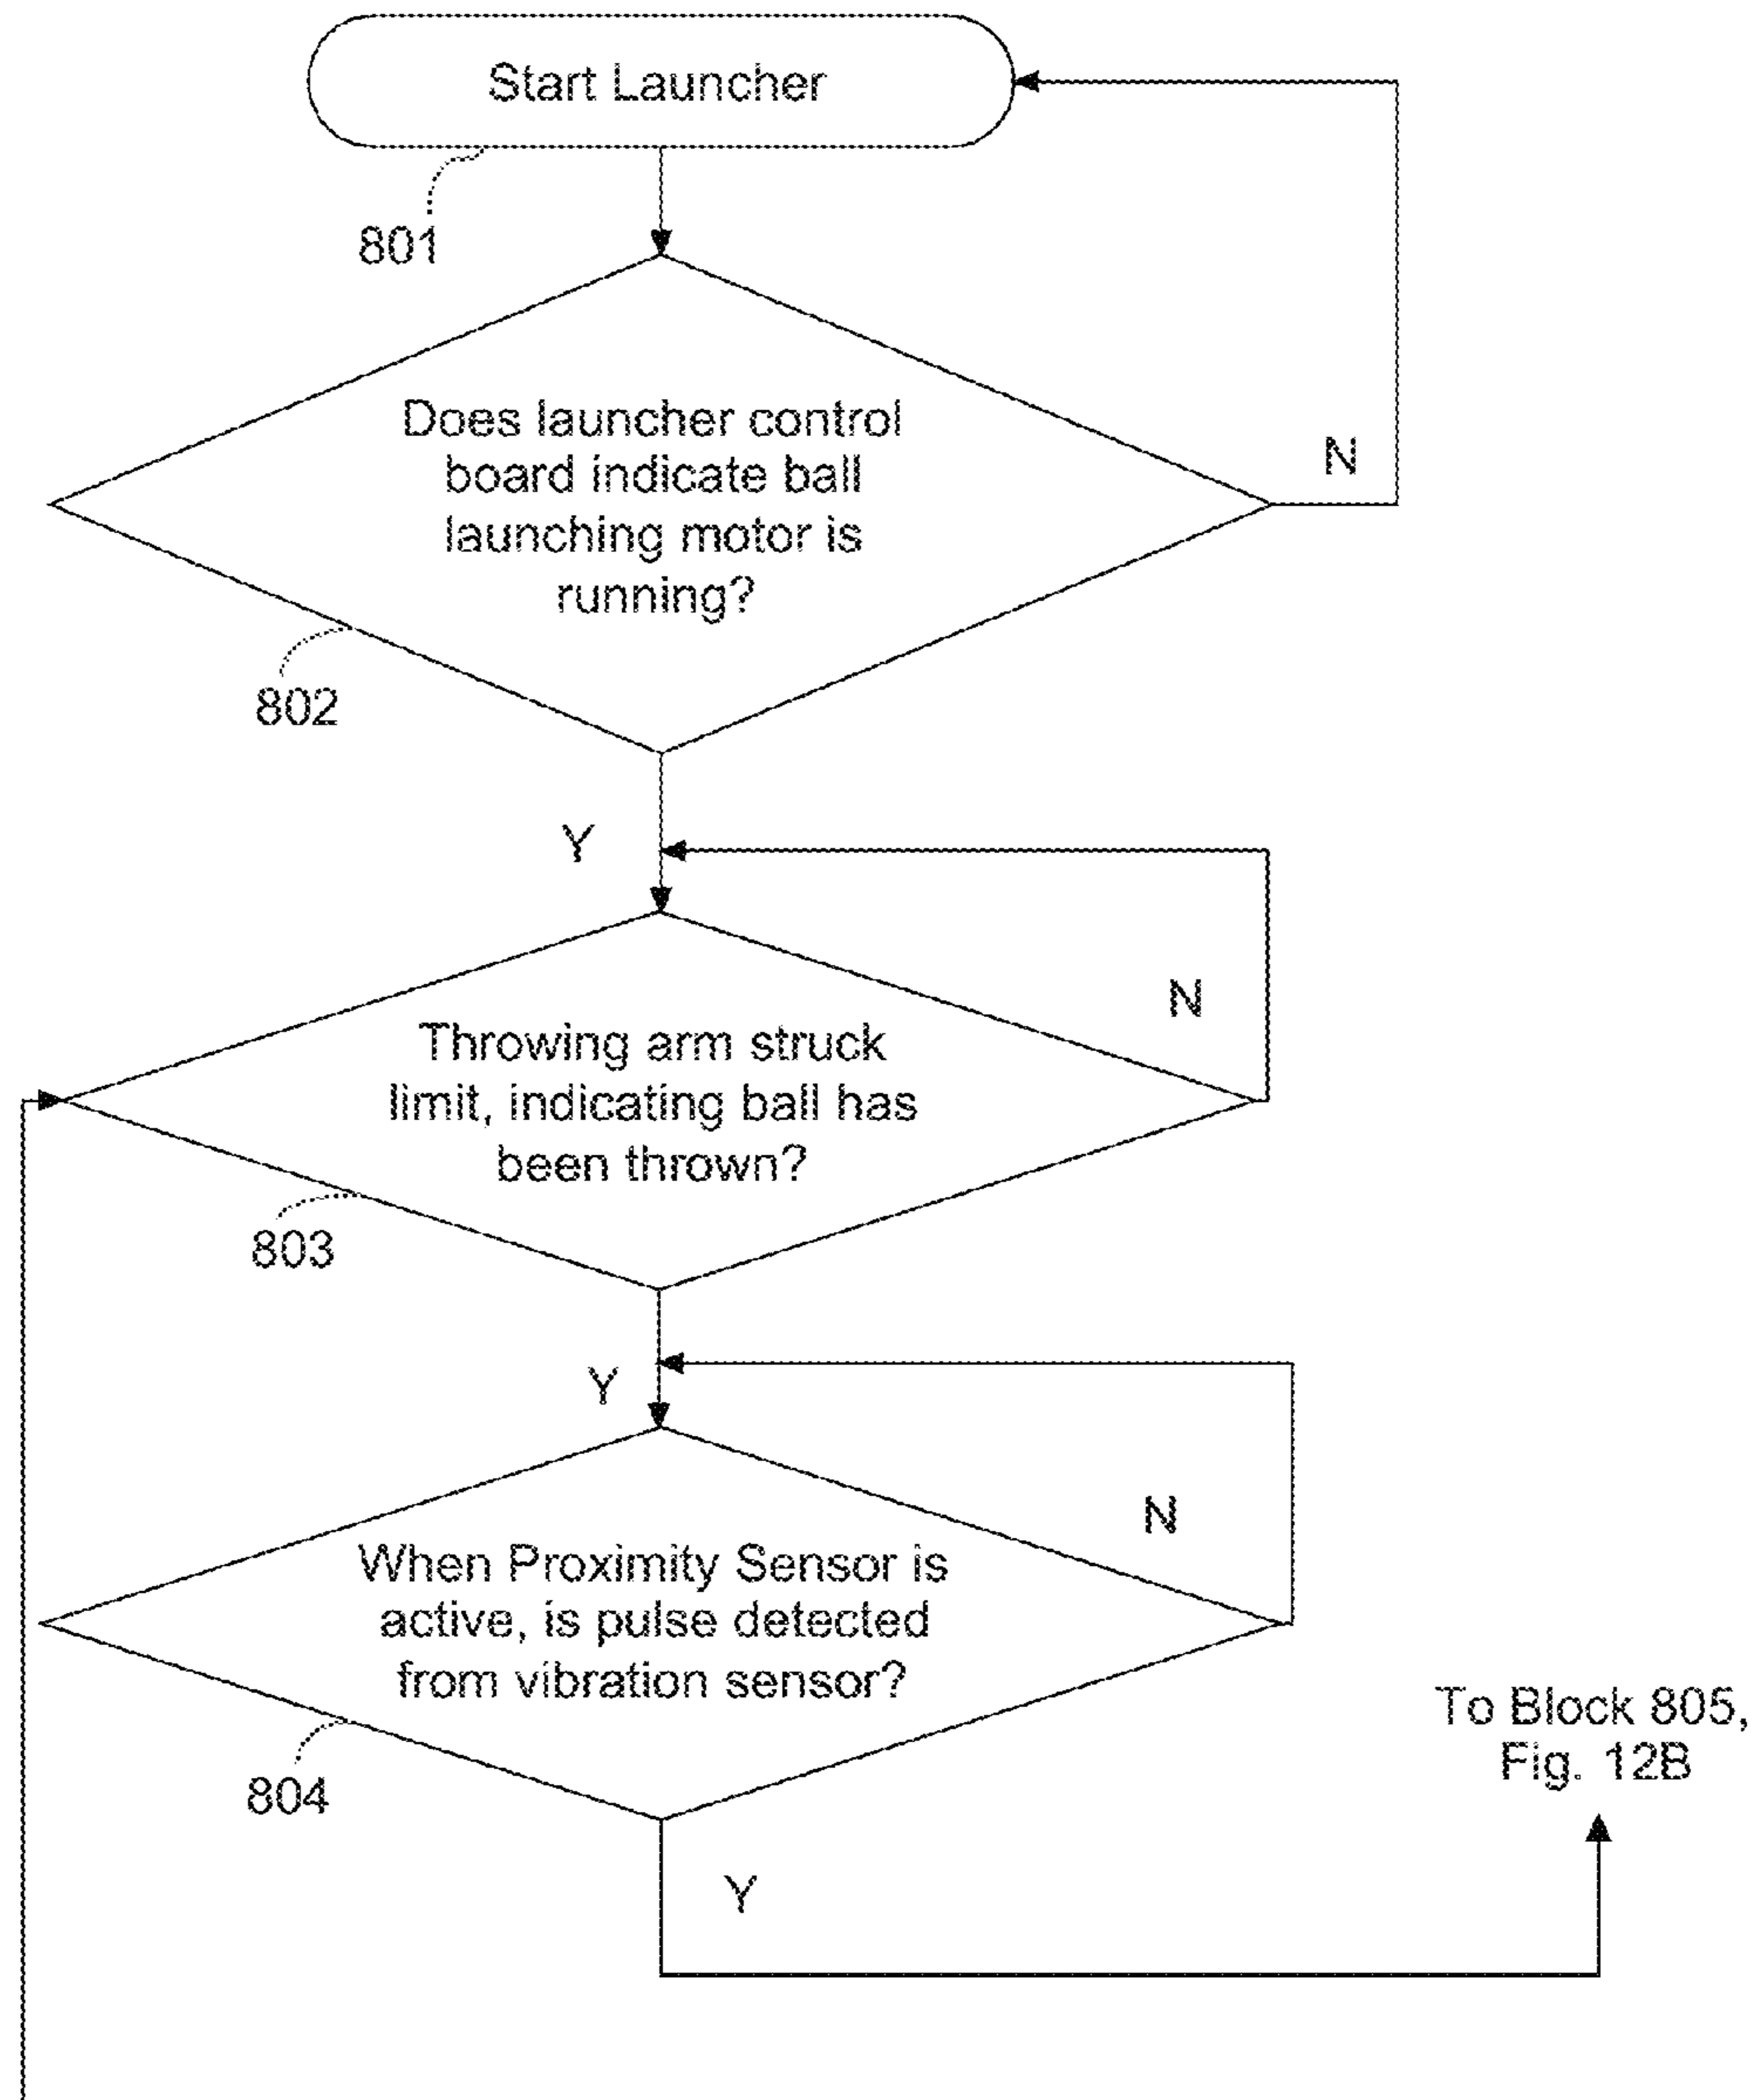 Start Launcher
801
Does launcher control
board indicate ball
launching motor is
running?
N
802
Y
N
Throwing arm struck
limit, indicating ball has
been thrown?
803
Y
N
When Proximity Sensor is
active, is pulse detected
from vibration sensor?
To Block 805,
Fig. 12B
804
Y